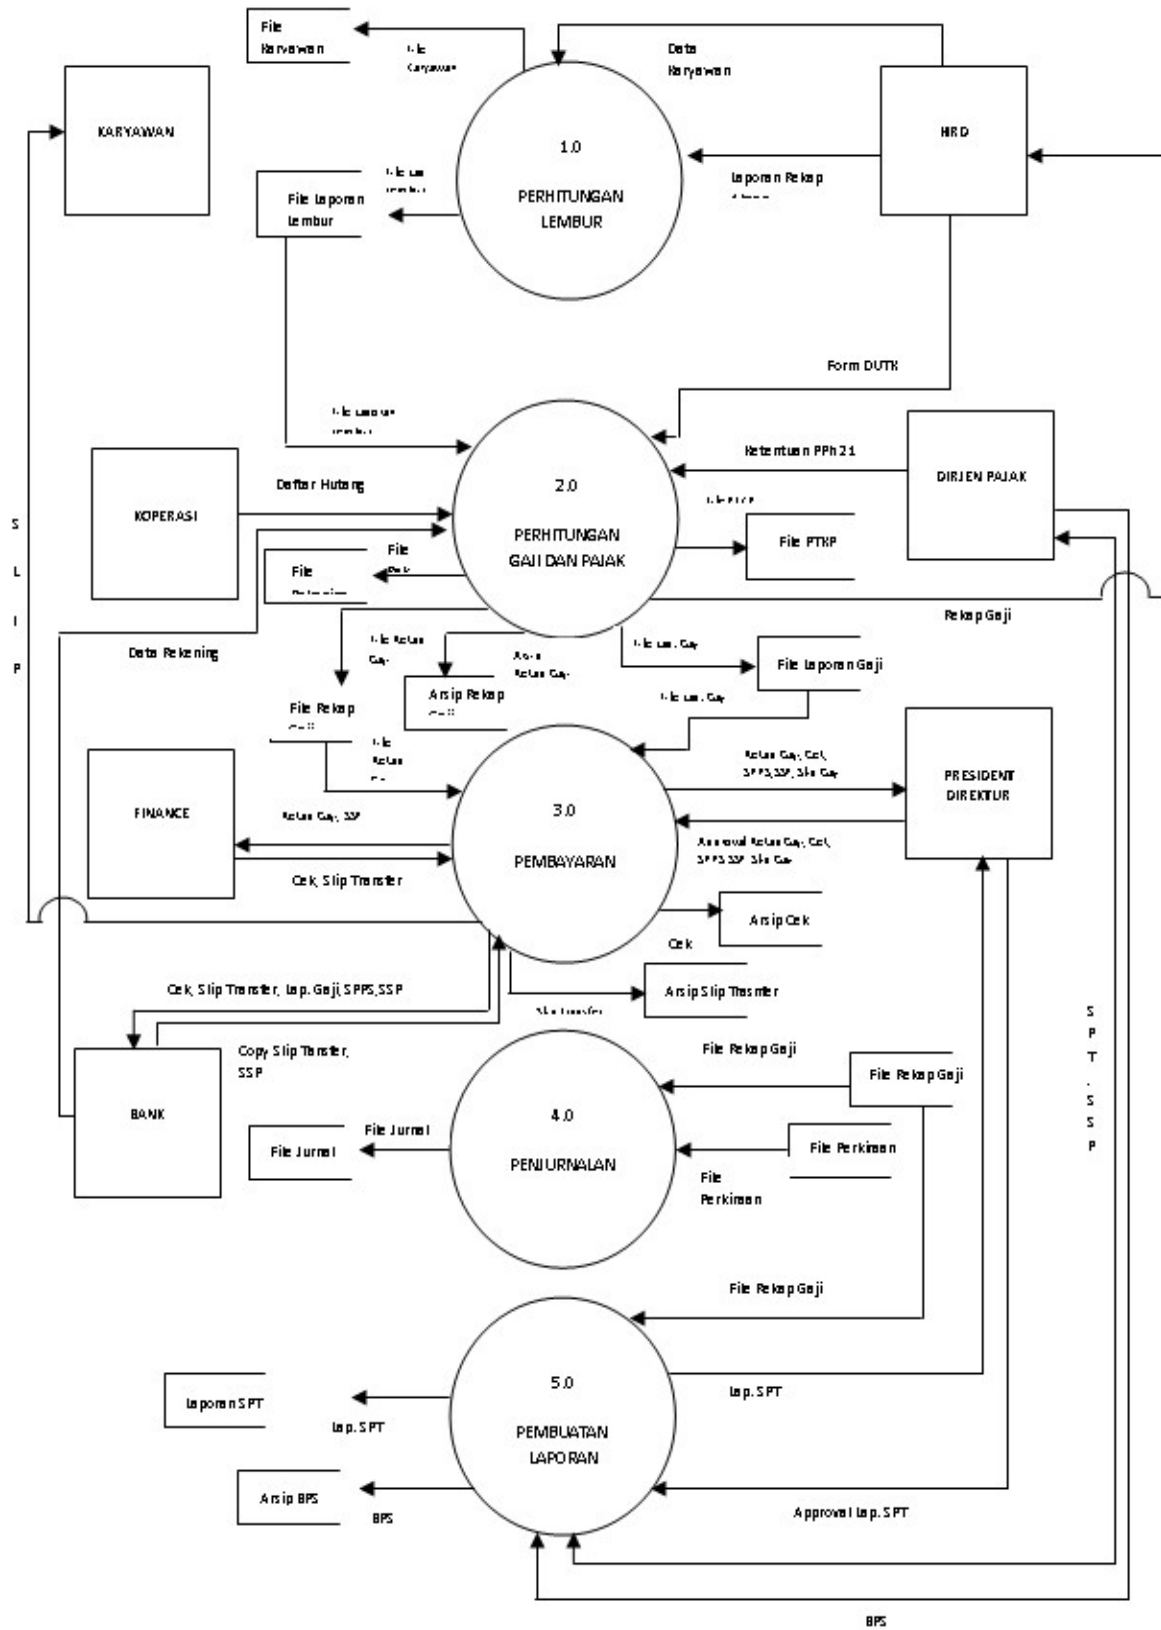 File
Karyawan
File
Karyawan
Data
Karyawan
KARYAWAN
HRD
1.0
PERHITUNGAN
LEMBUR
Laporan Rekap
File Laporan
Lembur
Form DUTK
Ketentuan PPh 21
DIRJEN PAJAK
Daftar Hutang
KOPERASI
2.0
PERHITUNGAN
GAJI DAN PAJAK
File PTKP
File
File
Rekap Gaji
Data Rekening
S
L
I
P
File Laporan Gaji
Arsip Rekap
File Rekap
PRESIDENT
DIREKTUR
FINANCE
3.0
PEMBAYARAN
Cek, Slip Transfer
Arsip Cek
Cek
Arsip Slip Trasnfer
Slip Transfer
Cek, Slip Transfer, Lap. Gaji, SPPS, SSP
Copy Slip Tansfer,
SSP
BANK
S
P
T
.
S
S
P
File Rekap Gaji
File Rekap Gaji
4.0
PENJURNALAN
File Jurnal
File Jurnal
File Perkiraan
File
Perkiraan
File Rekap Gaji
5.0
PEMBUATAN
LAPORAN
Laporan SPT
Lap. SPT
Lap. SPT
Arsip BPS
BPS
Approval Lap. SPT
BPS